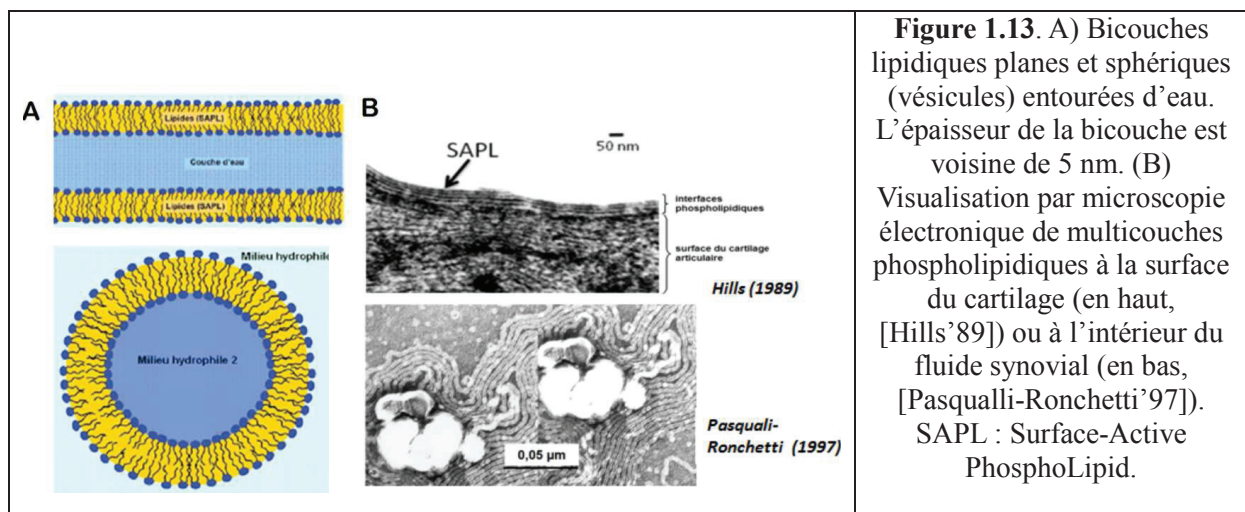 A
Lipides (SAPL)
Couche d'eau
Lipides (SAPL)
Milieu hydrophile
Milieu hydrophile 2
B
50 nm
SAPL
interfaces
phospholipidiques
surface du cartilage
articulaire
Hills (1989)
Pasquali-
Ronchetti (1997)
0,05 µm
Figure 1.13. A) Bicouches
lipidiques planes et sphériques
(vésicules) entourées d’eau.
L’épaisseur de la bicouche est
voisine de 5 nm. (B)
Visualisation par microscopie
électronique de multicouches
phospholipidiques à la surface
du cartilage (en haut,
[Hills’89]) ou à l’intérieur du
fluide synovial (en bas,
[Pasqualli-Ronchetti’97]).
SAPL : Surface-Active
PhosphoLipid.